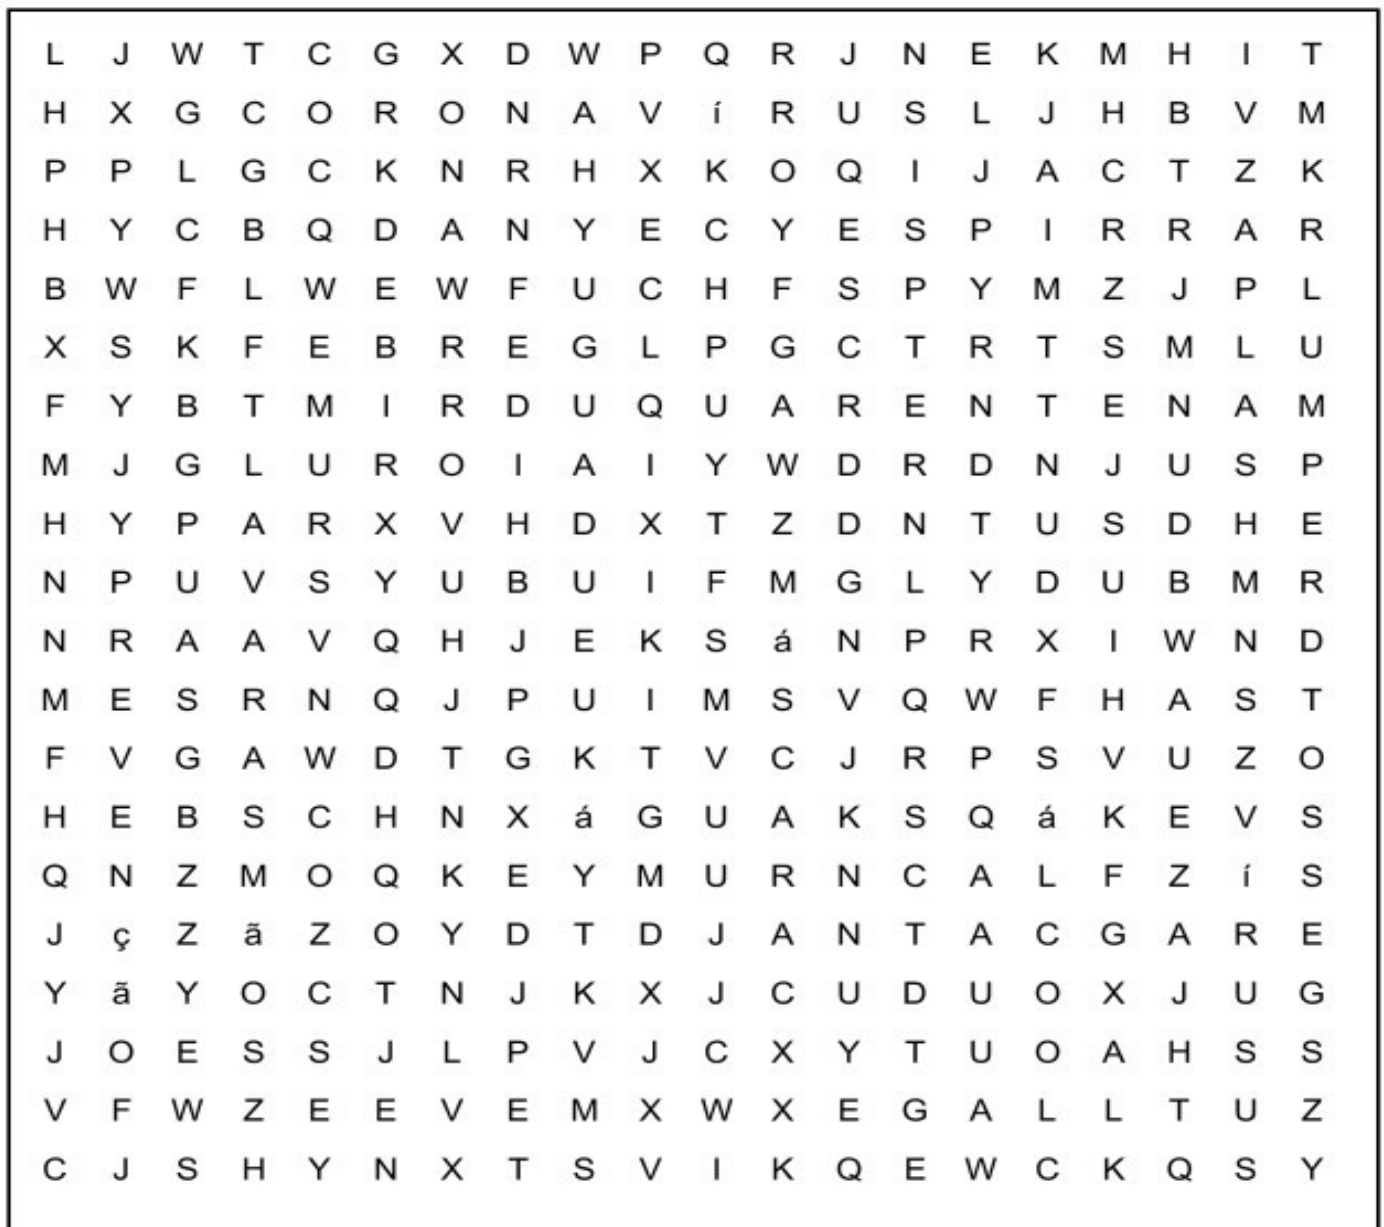 L J W T C G X D W P Q R J N E K M H I T
H X G C O R O N A V í R U S L J H B V M
P P L G C K N R H X K O Q I J A C T Z K
H Y C B Q D A N Y E C Y E S P I R R A R
B W F L W E W F U C H F S P Y M Z J P L
X S K F E B R E G L P G C T R T S M L U
F Y B T M I R D U Q U A R E N T E N A M
M J G L U R O I A I Y W D R D N J U S P
H Y P A R X V H D X T Z D N T U S D H E
N P U V S Y U B U I F M G L Y D U B M R
N R A A V Q H J E K S á N P R X I W N D
M E S R N Q J P U I M S V Q W F H A S T
F V G A W D T G K T V C J R P S V U Z O
H E B S C H N X á G U A K S Q á K E V S
Q N Z M O Q K E Y M U R N C A L F Z í S
J ç Z ã Z O Y D T D J A N T A C G A R E
Y ã Y O C T N J K X J C U D U O X J U G
J O E S S J L P V J C X Y T U O A H S S
V F W Z E E V E M X W X E G A L L T U Z
C J S H Y N X T S V I K Q E W C K Q S Y